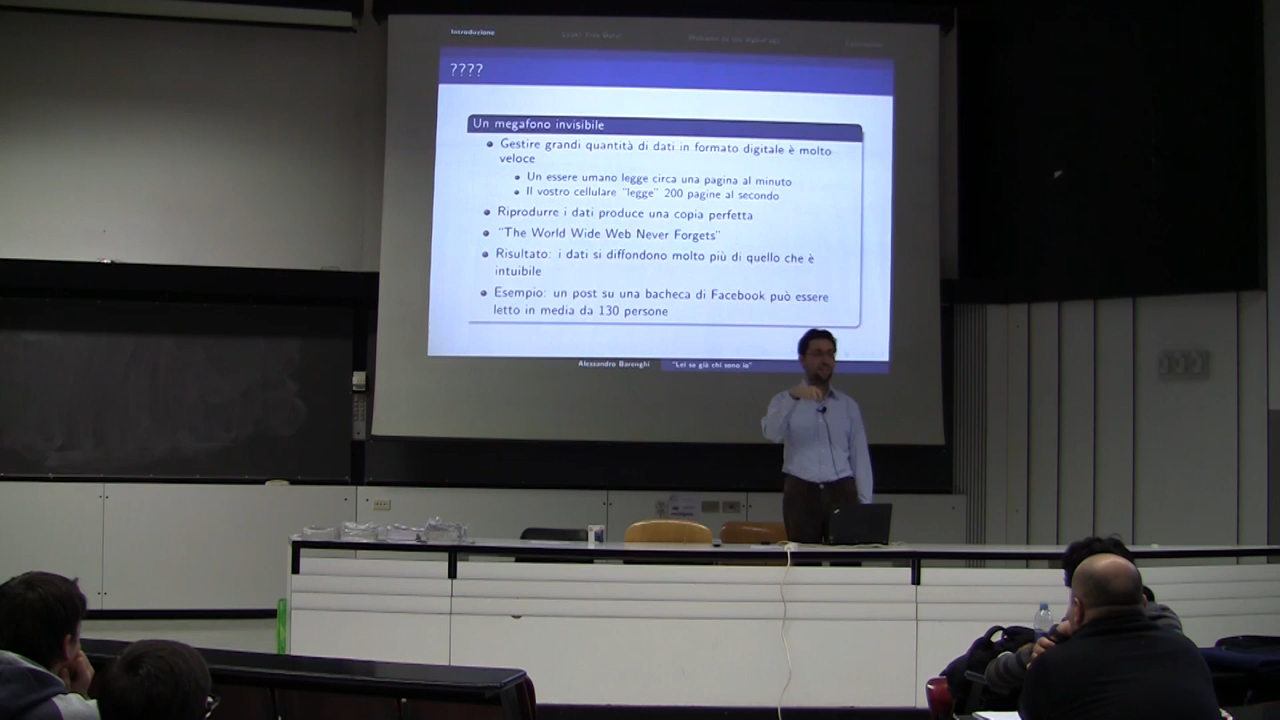 Introduzione
????
Un megafono invisibile
Gestire grandi quantità di dati in formato digitale è molto
veloce
Un essere umano legge circa una pagina al minuto
Il vostro cellulare "legge" 200 pagine al secondo
Riprodurre i dati produce una copia perfetta
"The World Wide Web Never Forgets"
Risultato: i dati si diffondono molto più di quello che è
intuibile
Esempio: un post su una bacheca di Facebook può essere
letto in media da 130 persone
Alessandro Barenghi "Lei sa già chi sono io"